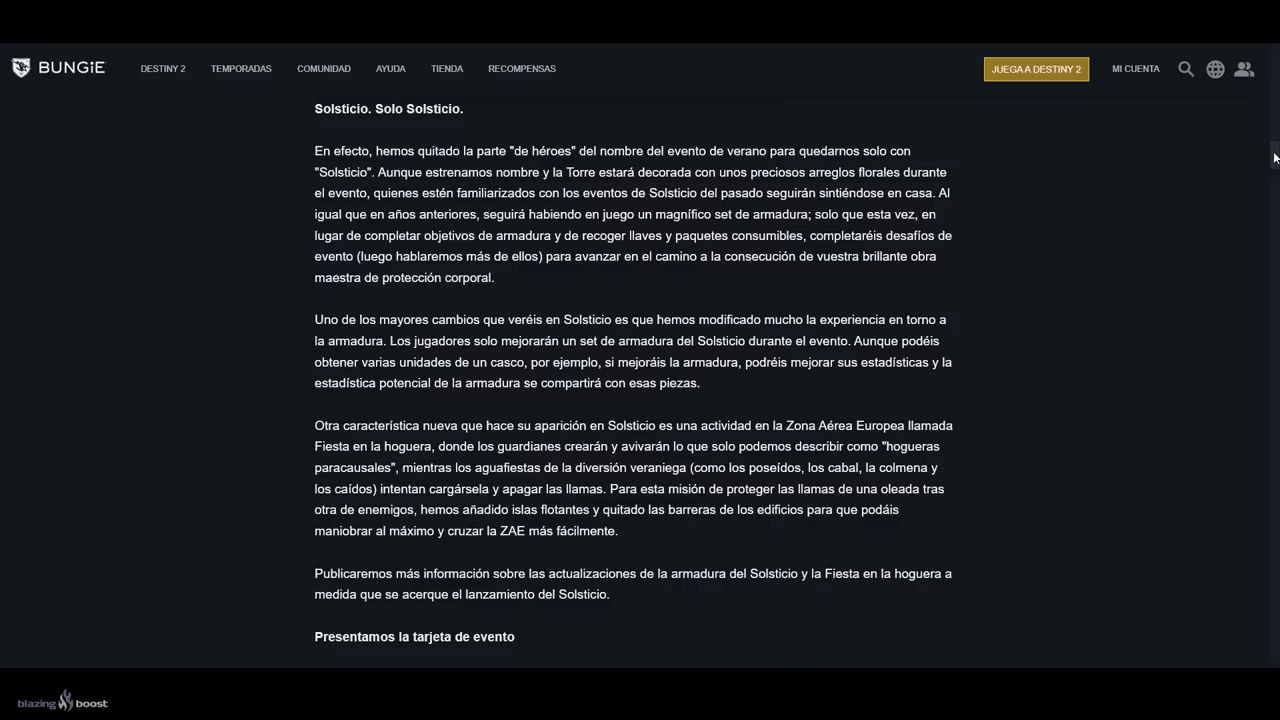 BUNGiE
DESTINY 2
TEMPORADAS
COMUNIDAD
AYUDA
TIENDA
RECOMPENSAS
JUEGA A DESTINY 2
MI CUENTA
Solsticio. Solo Solsticio.
En efecto, hemos quitado la parte "de héroes" del nombre del evento de verano para quedarnos solo con
"Solsticio". Aunque estrenamos nombre y la Torre estará decorada con unos preciosos arreglos florales durante
el evento, quienes estén familiarizados con los eventos de Solsticio del pasado seguirán sintiéndose en casa. Al
igual que en años anteriores, seguirá habiendo en juego un magnífico set de armadura; solo que esta vez, en
lugar de completar objetivos de armadura y de recoger llaves y paquetes consumibles, completaréis desafíos de
evento (luego hablaremos más de ellos) para avanzar en el camino a la consecución de vuestra brillante obra
maestra de protección corporal.
Uno de los mayores cambios que veréis en Solsticio es que hemos modificado mucho la experiencia en torno a
la armadura. Los jugadores solo mejorarán un set de armadura del Solsticio durante el evento. Aunque podéis
obtener varias unidades de un casco, por ejemplo, si mejoráis la armadura, podréis mejorar sus estadísticas y la
estadística potencial de la armadura se compartirá con esas piezas.
Otra característica nueva que hace su aparición en Solsticio es una actividad en la Zona Aérea Europea llamada
Fiesta en la hoguera, donde los guardianes crearán y avivarán lo que solo podemos describir como "hogueras
paracausales", mientras los aguafiestas de la diversión veraniega (como los poseídos, los cabal, la colmena y
los caídos) intentan cargársela y apagar las llamas. Para esta misión de proteger las llamas de una oleada tras
otra de enemigos, hemos añadido islas flotantes y quitado las barreras de los edificios para que podáis
maniobrar al máximo y cruzar la ZAE más fácilmente.
Publicaremos más información sobre las actualizaciones de la armadura del Solsticio y la Fiesta en la hoguera a
medida que se acerque el lanzamiento del Solsticio.
Presentamos la tarjeta de evento
blazing boost